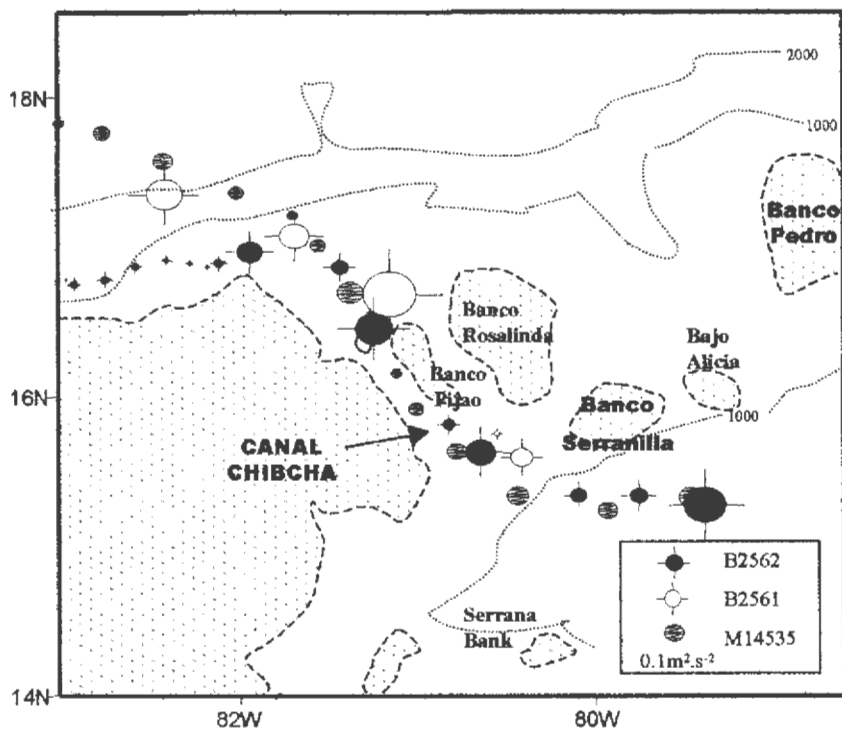 2000
18N
1000
Banco
Pedro
Banco
Rosalinda
Bajo
Alicia
16N
Banco
Pijao
Banco
Serranilla
1000
CANAL
CHIBCHA
B2562
B2561
M14535
0.1m².s⁻²
Serrana
Bank
14N
82W
80W